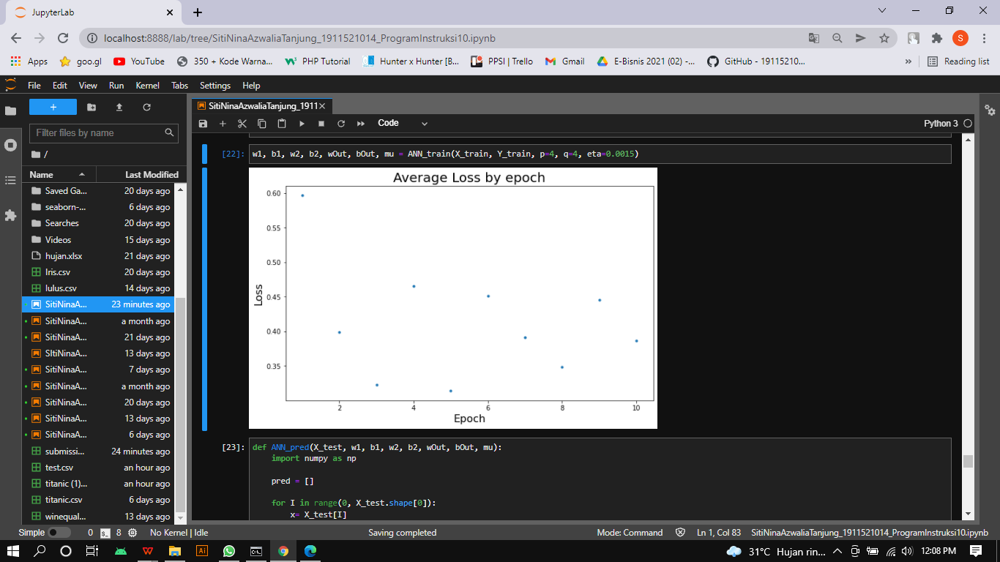 JupyterLab
localhost:8888/lab/tree/SitiNinaAzwaliaTanjung_1911521014_ProgramInstruksi10.ipynb
S
Apps goo.gl YouTube 350 + Kode Warna... PHP Tutorial Hunter x Hunter [B... PPSI | Trello Gmail E-Bisnis 2021 (02) -... GitHub - 19115210... » Reading list
File Edit View Run Kernel Tabs Settings Help
SitiNinaAzwaliaTanjung_1911
Code
Python 3
Filter files by name
/
Name Last Modified
Saved Ga... 20 days ago
seaborn-... 6 days ago
Searches 20 days ago
Videos 15 days ago
hujan.xlsx 21 days ago
Iris.csv 20 days ago
lulus.csv 14 days ago
SitiNinaA... 23 minutes ago
SitiNinaA... a month ago
SitiNinaA... 21 days ago
SItiNinaA... 13 days ago
SitiNinaA... 7 days ago
SitiNinaA... a month ago
SitiNinaA... 20 days ago
SitiNinaA... 13 days ago
SitiNinaA... 6 days ago
submissi... 24 minutes ago
test.csv an hour ago
titanic (1)... an hour ago
titanic.csv 6 days ago
winequal... 13 days ago
[22]: w1, b1, w2, b2, wOut, bOut, mu = ANN_train(X_train, Y_train, p=4, q=4, eta=0.0015)
Average Loss by epoch
0.60
0.55
0.50
0.45
0.40
0.35
Loss
2 4 6 8 10
Epoch
[23]: def ANN_pred(X_test, w1, b1, w2, b2, wOut, bOut, mu):
import numpy as np
pred = []
for I in range(0, X_test.shape[0]):
x= X_test[I]
Simple 0 8 No Kernel | Idle Saving completed Mode: Command Ln 1, Col 83 SitiNinaAzwaliaTanjung_1911521014_ProgramInstruksi10.ipynb
31°C Hujan rin... 12:08 PM